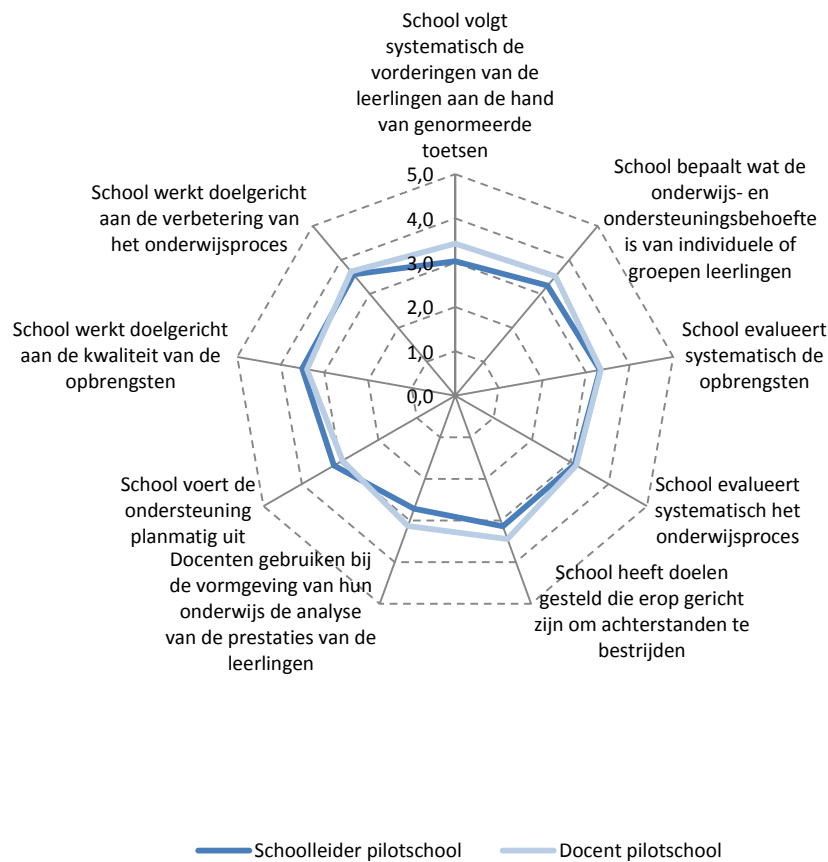 School volgt
systematisch de
vorderingen van de
leerlingen aan de hand
van genormeerde
toetsen
School bepaalt wat de
onderwijs- en
ondersteuningsbehoefte
is van individuele of
groepen leerlingen
School evalueert
systematisch de
opbrengsten
School evalueert
systematisch het
onderwijsproces
School heeft doelen
gesteld die erop gericht
zijn om achterstanden te
bestrijden
Docenten gebruiken bij
de vormgeving van hun
onderwijs de analyse
van de prestaties van de
leerlingen
School voert de
ondersteuning
planmatig uit
School werkt doelgericht
aan de kwaliteit van de
opbrengsten
School werkt doelgericht
aan de verbetering van
het onderwijsproces
5,0
4,0
3,0
2,0
1,0
0,0
Schoolleider pilotschool
Docent pilotschool